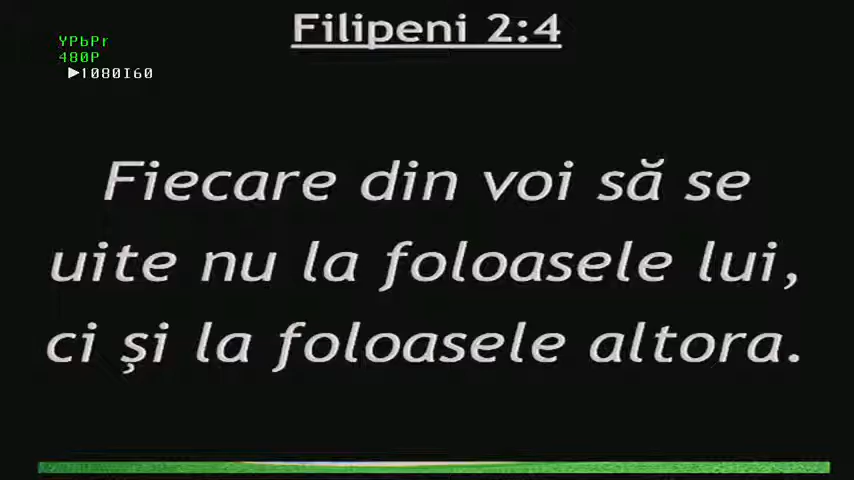 Filipeni 2:4
YPbPr
480P
▶1080I60
Fiecare din voi să se
uite nu la foloasele lui,
ci şi la foloasele altora.